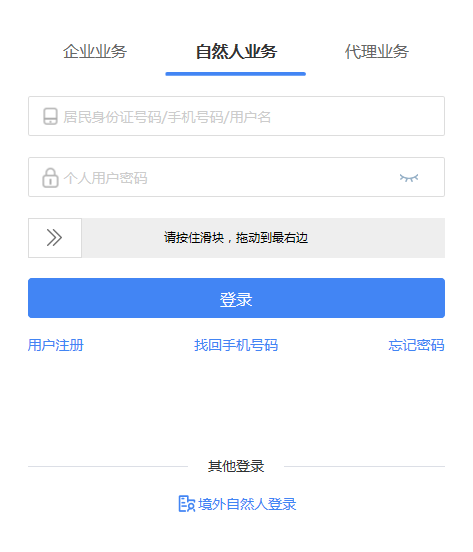 企业业务 自然人业务 代理业务
居民身份证号码/手机号码/用户名
个人用户密码
请按住滑块，拖动到最右边
登录
用户注册 找回手机号码 忘记密码
其他登录
境外自然人登录